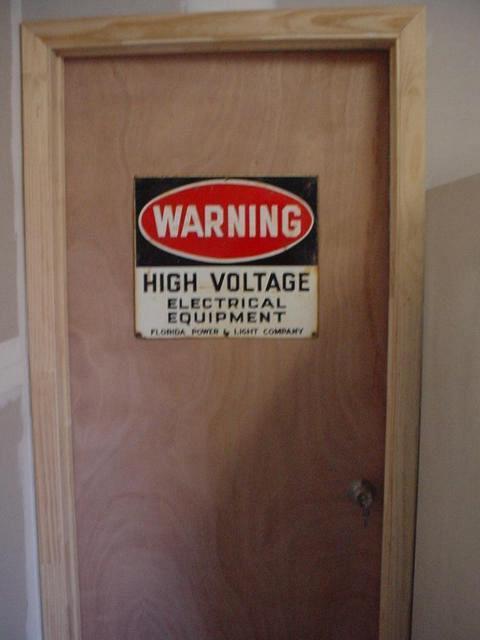 WARNING
HIGH VOLTAGE
ELECTRICAL
EQUIPMENT
FLORIDA POWER & LIGHT COMPANY